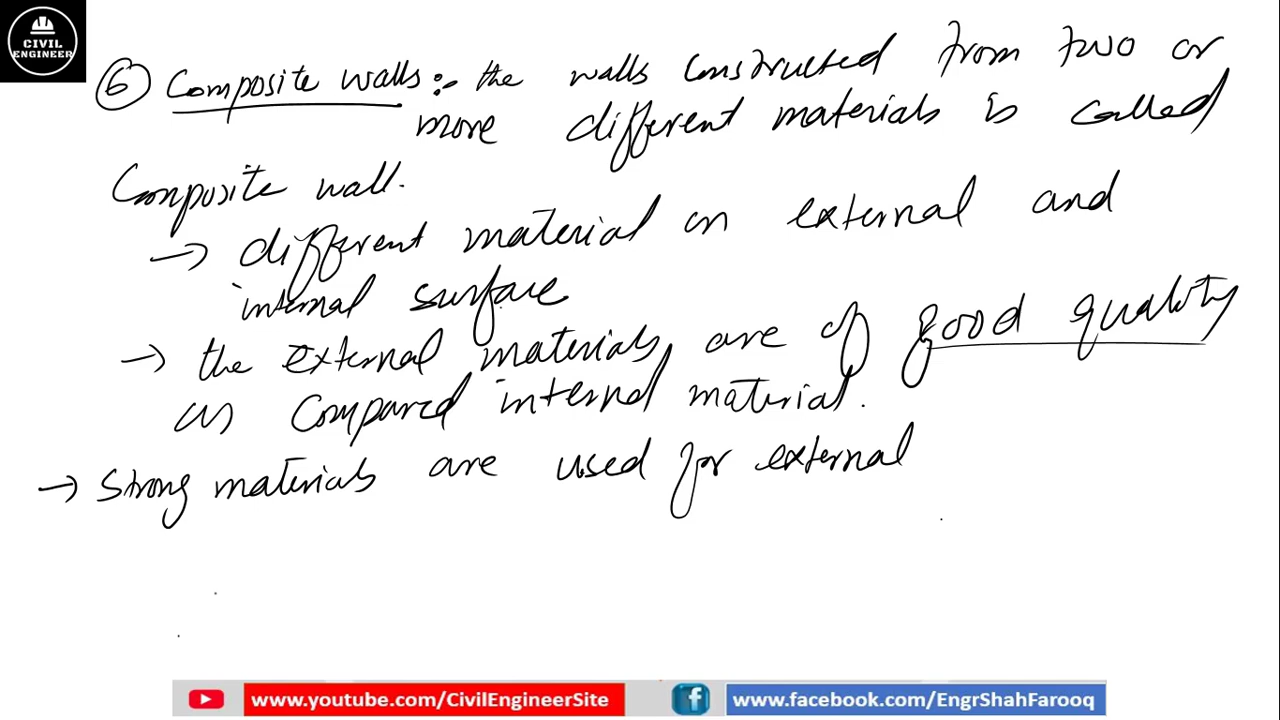 CIVIL
ENGINEER
⑥ Composite walls :- the walls constructed from two or
more different materials is called
Composite wall.
→ different material on external and
internal surface
→ the external materials are of good quality
as compared internal material.
→ Strong materials are used for external
www.youtube.com/CivilEngineerSite
www.facebook.com/EngrShahFarooq